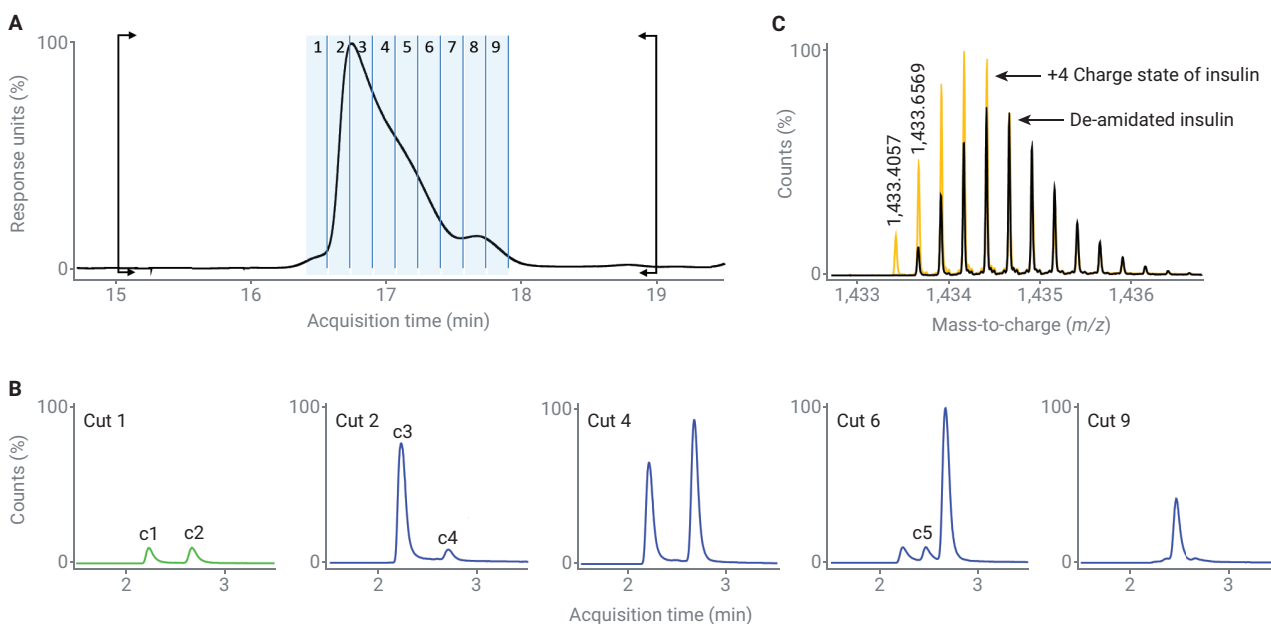 A
Response units (%)
100
0
1 2 3 4 5 6 7 8 9
15 16 17 18 19
Acquisition time (min)
C
Counts (%)
100
0
1,433.4057
1,433.6569
+4 Charge state of insulin
De-amidated insulin
1,433 1,434 1,435 1,436
Mass-to-charge (m/z)
B
Counts (%)
100
0
Cut 1
c1 c2
2 3
100
0
Cut 2
c3
c4
2 3
100
0
Cut 4
2 3
100
0
Cut 6
c5
2 3
100
0
Cut 9
2 3
Acquisition time (min)